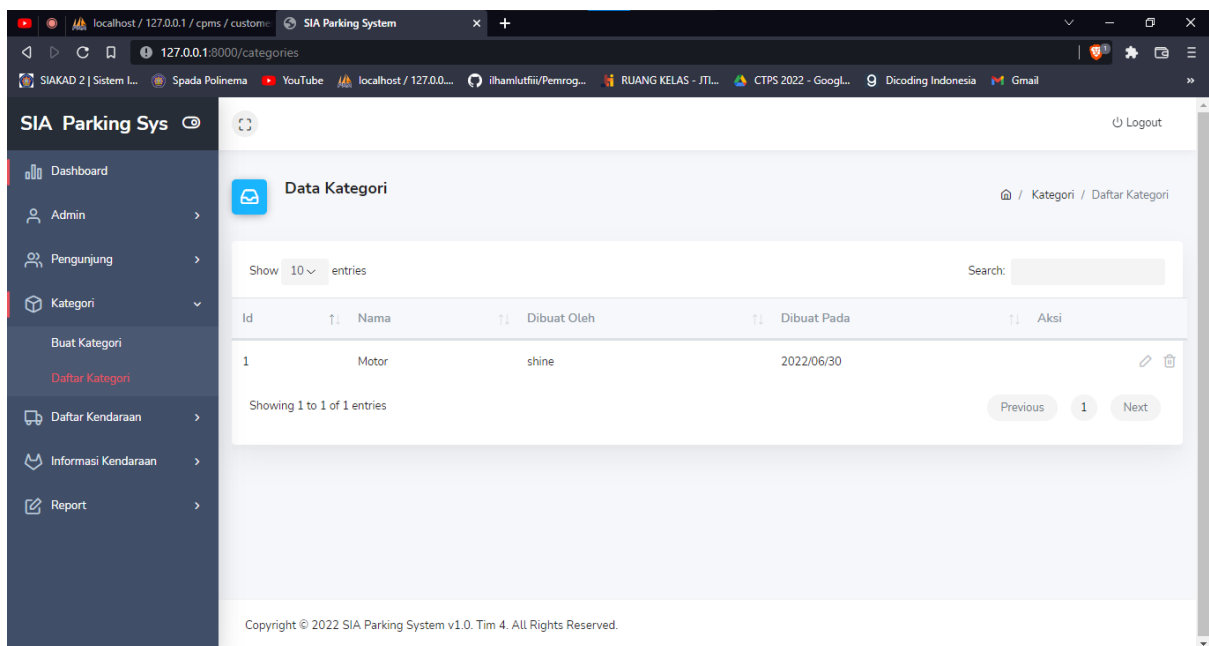 localhost / 127.0.0.1 / cpms / custome
SIA Parking System
127.0.0.1:8000/categories
SIAKAD 2 | Sistem I...
Spada Polinema
YouTube
localhost / 127.0.0....
ilhamlutfiii/Pemrog...
RUANG KELAS - JTI...
CTPS 2022 - Googl...
Dicoding Indonesia
Gmail
SIA Parking Sys
Logout
Dashboard
Admin
Pengunjung
Kategori
Buat Kategori
Daftar Kategori
Daftar Kendaraan
Informasi Kendaraan
Report
Data Kategori
/ Kategori / Daftar Kategori
Show 10 entries
Search:
Id Nama Dibuat Oleh Dibuat Pada Aksi
1 Motor shine 2022/06/30
Showing 1 to 1 of 1 entries
Previous 1 Next
Copyright © 2022 SIA Parking System v1.0. Tim 4. All Rights Reserved.